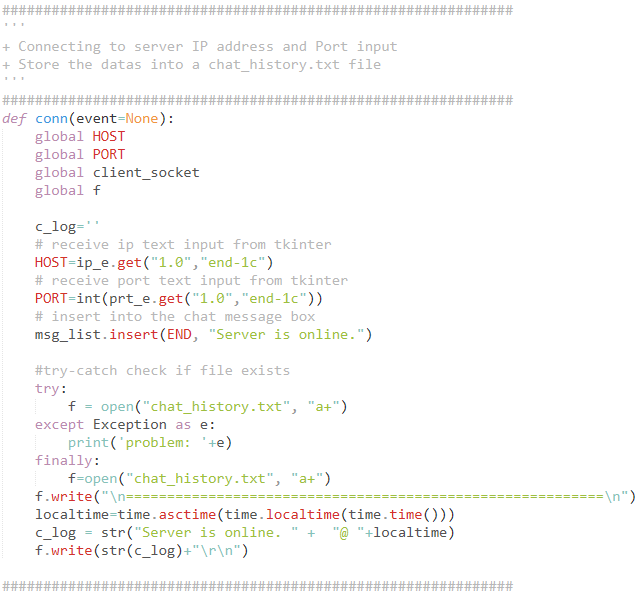 ##############################################################
'''
+ Connecting to server IP address and Port input
+ Store the datas into a chat_history.txt file
'''
##############################################################
def conn(event=None):
    global HOST
    global PORT
    global client_socket
    global f

    c_log=''
    # receive ip text input from tkinter
    HOST=ip_e.get("1.0","end-1c")
    # receive port text input from tkinter
    PORT=int(prt_e.get("1.0","end-1c"))
    # insert into the chat message box
    msg_list.insert(END, "Server is online.")

    #try-catch check if file exists
    try:
        f = open("chat_history.txt", "a+")
    except Exception as e:
        print('problem: '+e)
    finally:
        f=open("chat_history.txt", "a+")
    f.write("\n==========================================================\n")
    localtime=time.asctime(time.localtime(time.time()))
    c_log = str("Server is online. " +  "@ "+localtime)
    f.write(str(c_log)+"\r\n")

##############################################################